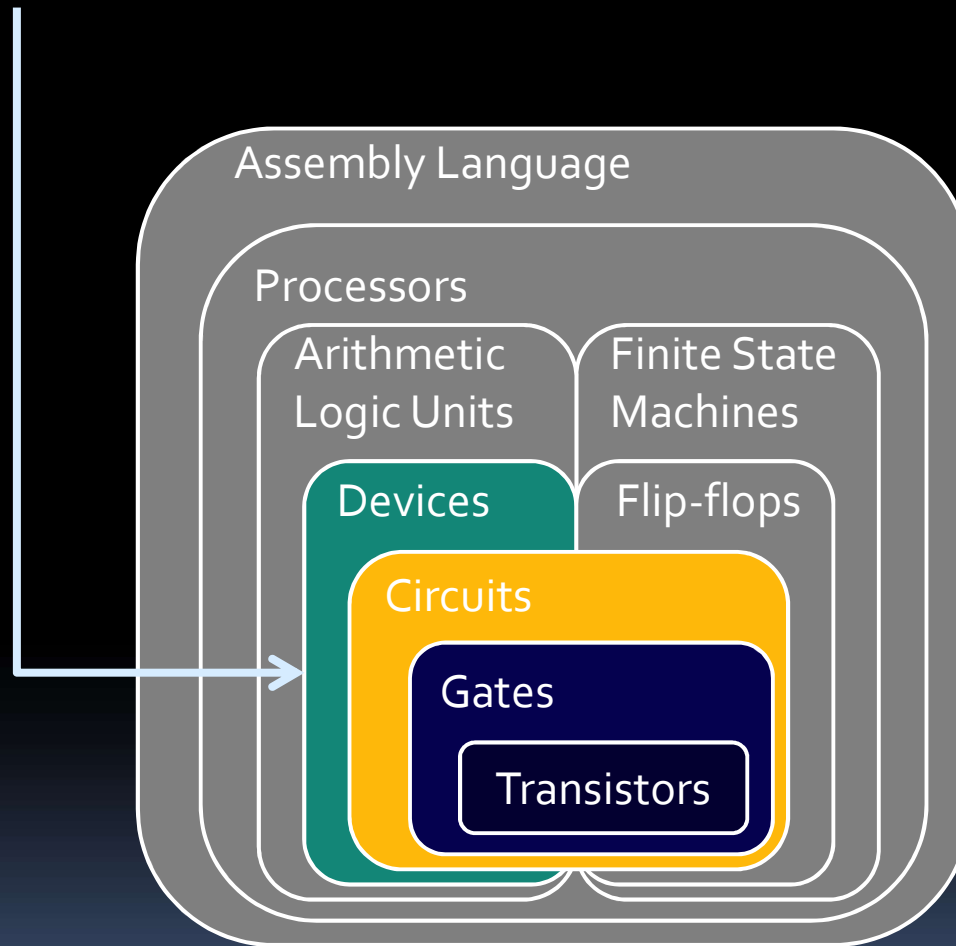 Assembly Language
Processors
Arithmetic
Logic Units
Finite State
Machines
Devices
Flip-flops
Circuits
Gates
Transistors